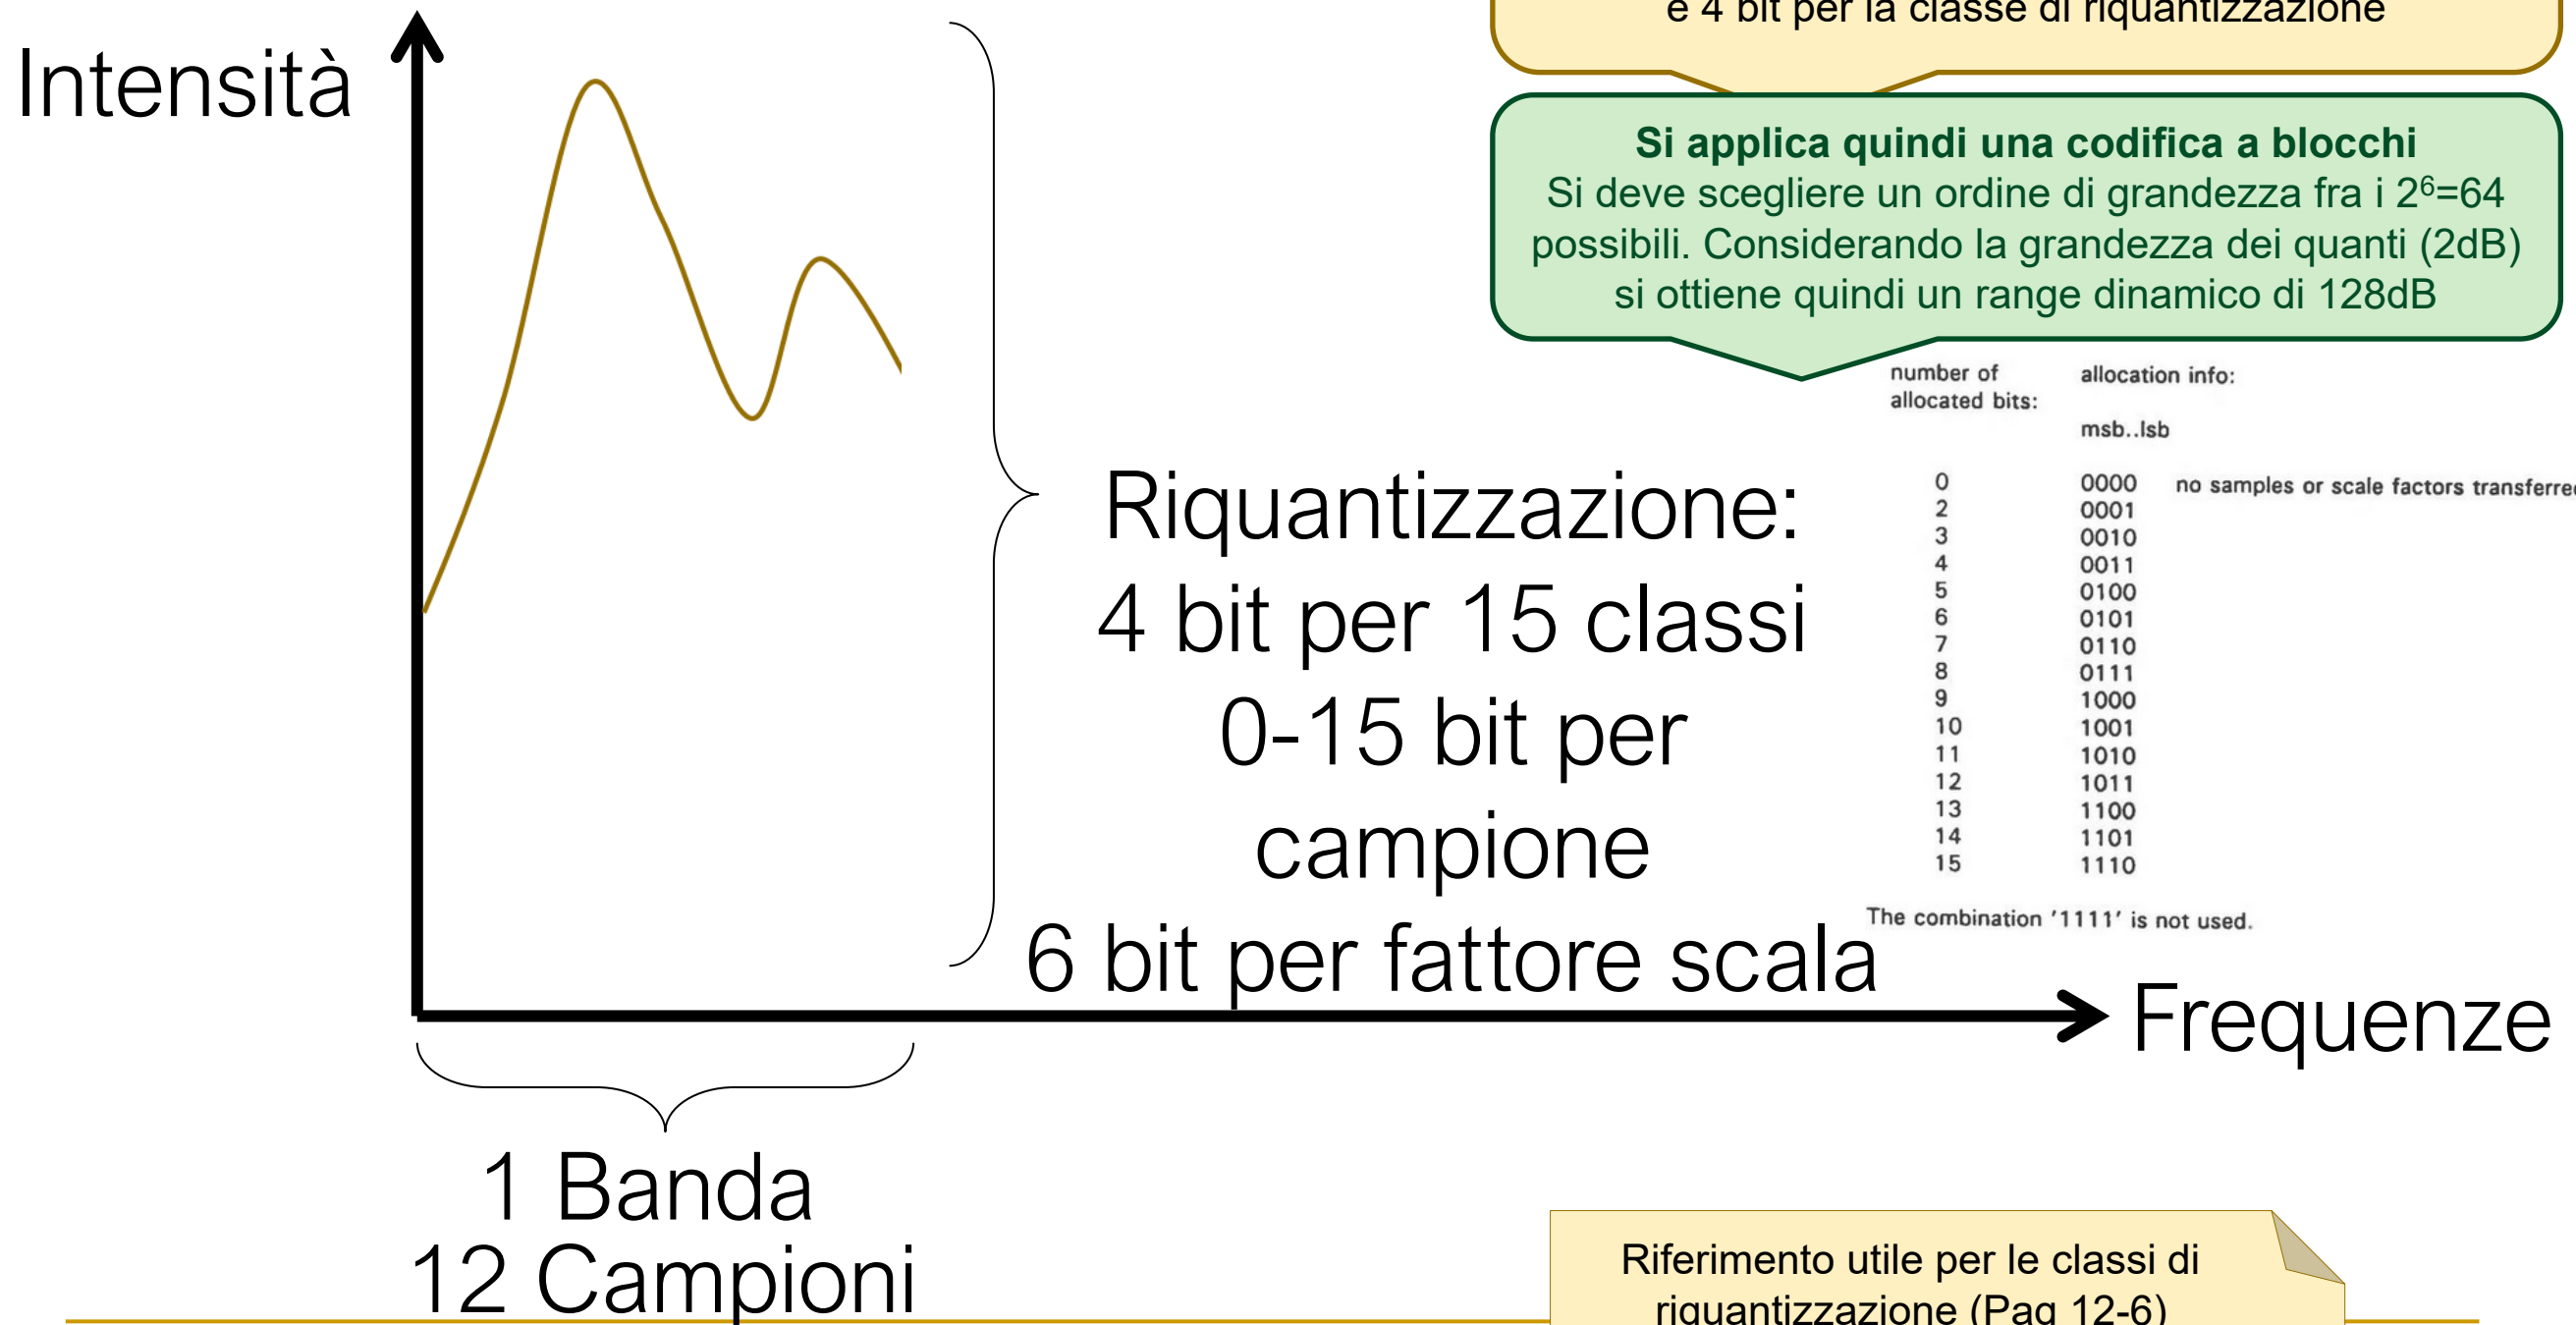 e 4 bit per la classe di riquantizzazione
Intensità
Si applica quindi una codifica a blocchi
Si deve scegliere un ordine di grandezza fra i 2⁶=64
possibili. Considerando la grandezza dei quanti (2dB)
si ottiene quindi un range dinamico di 128dB
number of allocation info:
allocated bits:
msb..lsb
0 0000 no samples or scale factors transferred
2 0001
3 0010
4 0011
5 0100
6 0101
7 0110
8 0111
9 1000
10 1001
11 1010
12 1011
13 1100
14 1101
15 1110
The combination '1111' is not used.
Riquantizzazione:
4 bit per 15 classi
0-15 bit per
campione
6 bit per fattore scala
Frequenze
1 Banda
12 Campioni
Riferimento utile per le classi di
riquantizzazione (Pag 12-6)